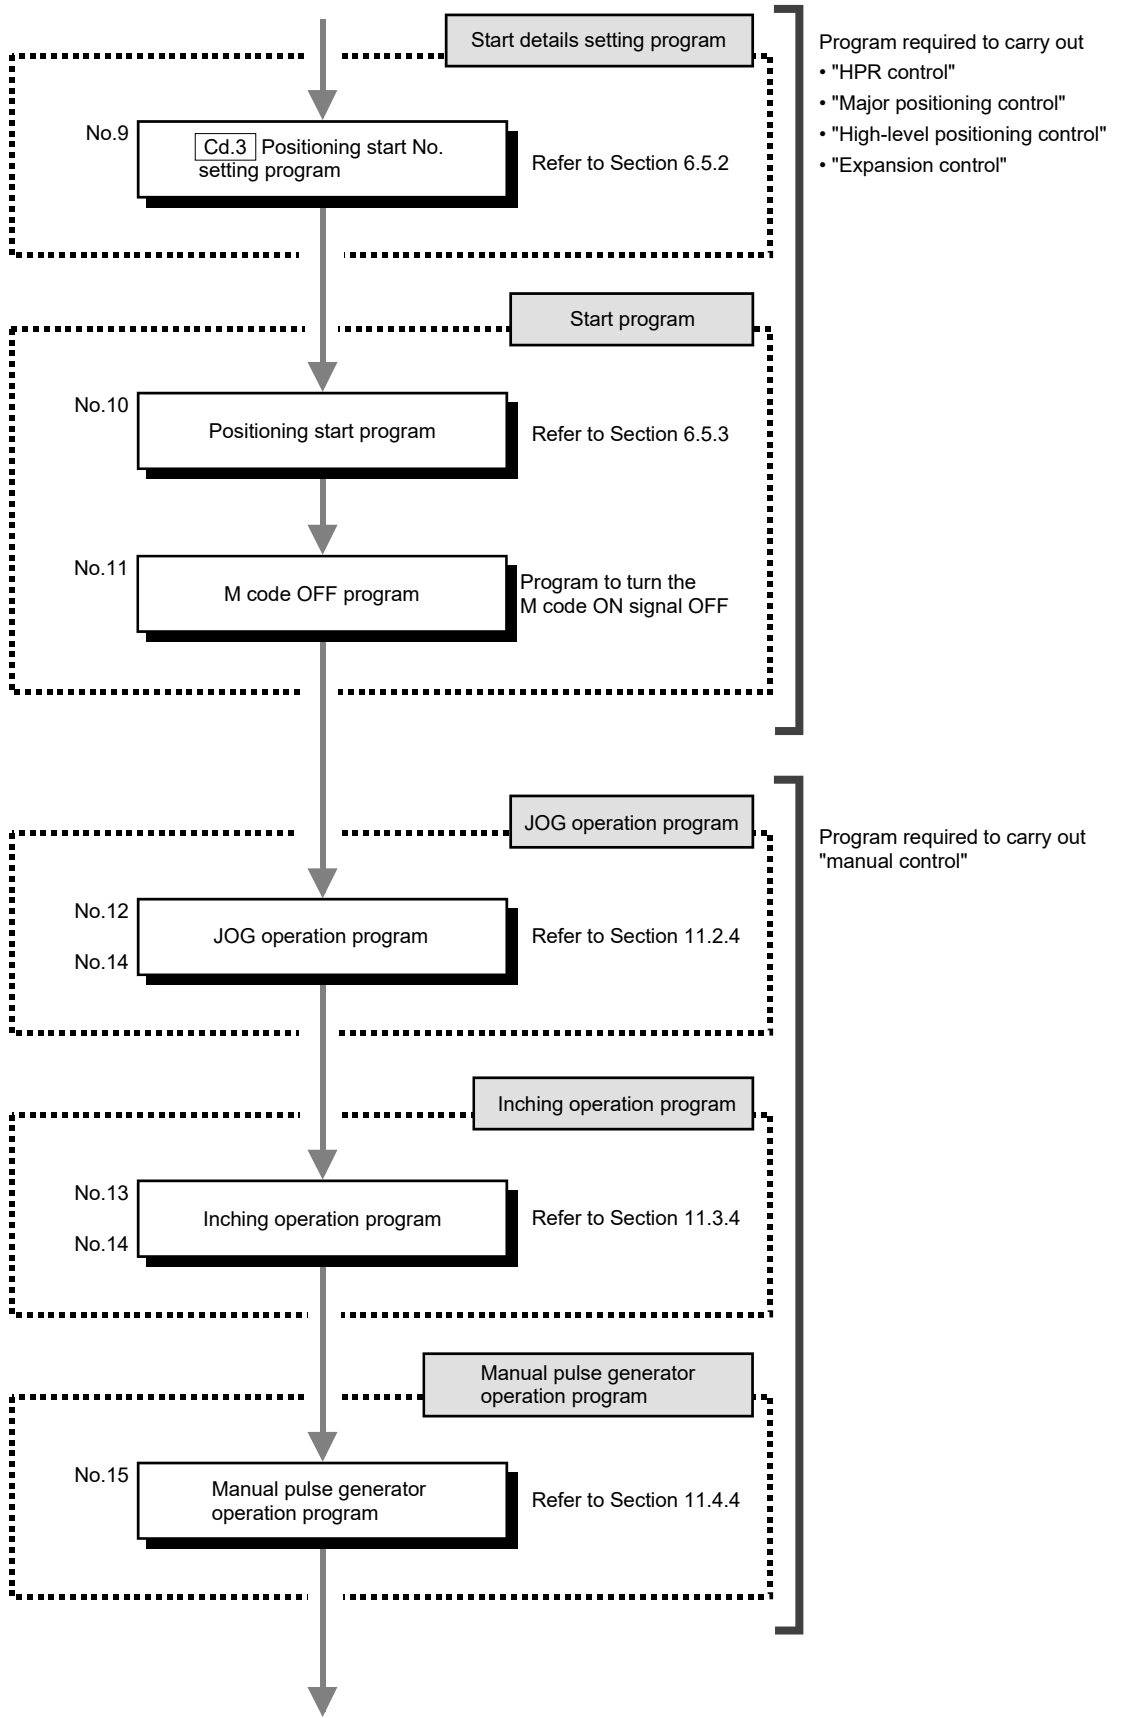 Start details setting program
Program required to carry out
• "HPR control"
• "Major positioning control"
• "High-level positioning control"
• "Expansion control"
No.9
Cd.3 Positioning start No.
setting program
Refer to Section 6.5.2
Start program
No.10
Positioning start program
Refer to Section 6.5.3
No.11
M code OFF program
Program to turn the
M code ON signal OFF
JOG operation program
Program required to carry out
"manual control"
No.12
JOG operation program
Refer to Section 11.2.4
No.14
Inching operation program
No.13
Inching operation program
Refer to Section 11.3.4
No.14
Manual pulse generator
operation program
No.15
Manual pulse generator
operation program
Refer to Section 11.4.4